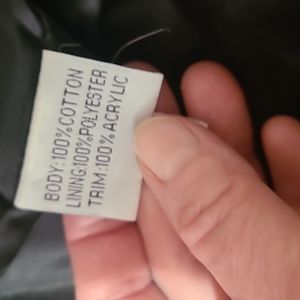 BODY:100%COTTON
LINING:100%POLYESTER
TRIM:100%ACRYLIC